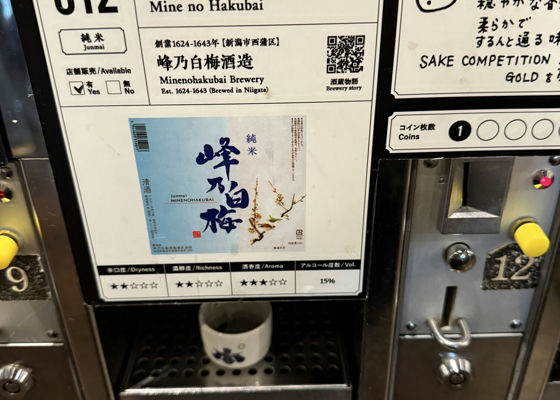 012
Mine no Hakubai
純米
Junmai
店舗販売/Available
有
Yes
無
No
創業1624-1643年 [新潟市西蒲区]
峰乃白梅酒造
Minenohakubai Brewery
Est. 1624-1643 (Brewed in Niigata)
酒蔵物語
Brewery story
純米
峰乃白梅
清酒
Junmai
MINENOHAKUBAI
辛口度/Dryness
濃醇度/Richness
酒香度/Aroma
アルコール度数/Vol.
★★☆☆☆
★★☆☆☆
★★★☆☆
15%
柔らかで
するんと通る味
SAKE COMPETITION
GOLD
コイン枚数
Coins
1
9
12